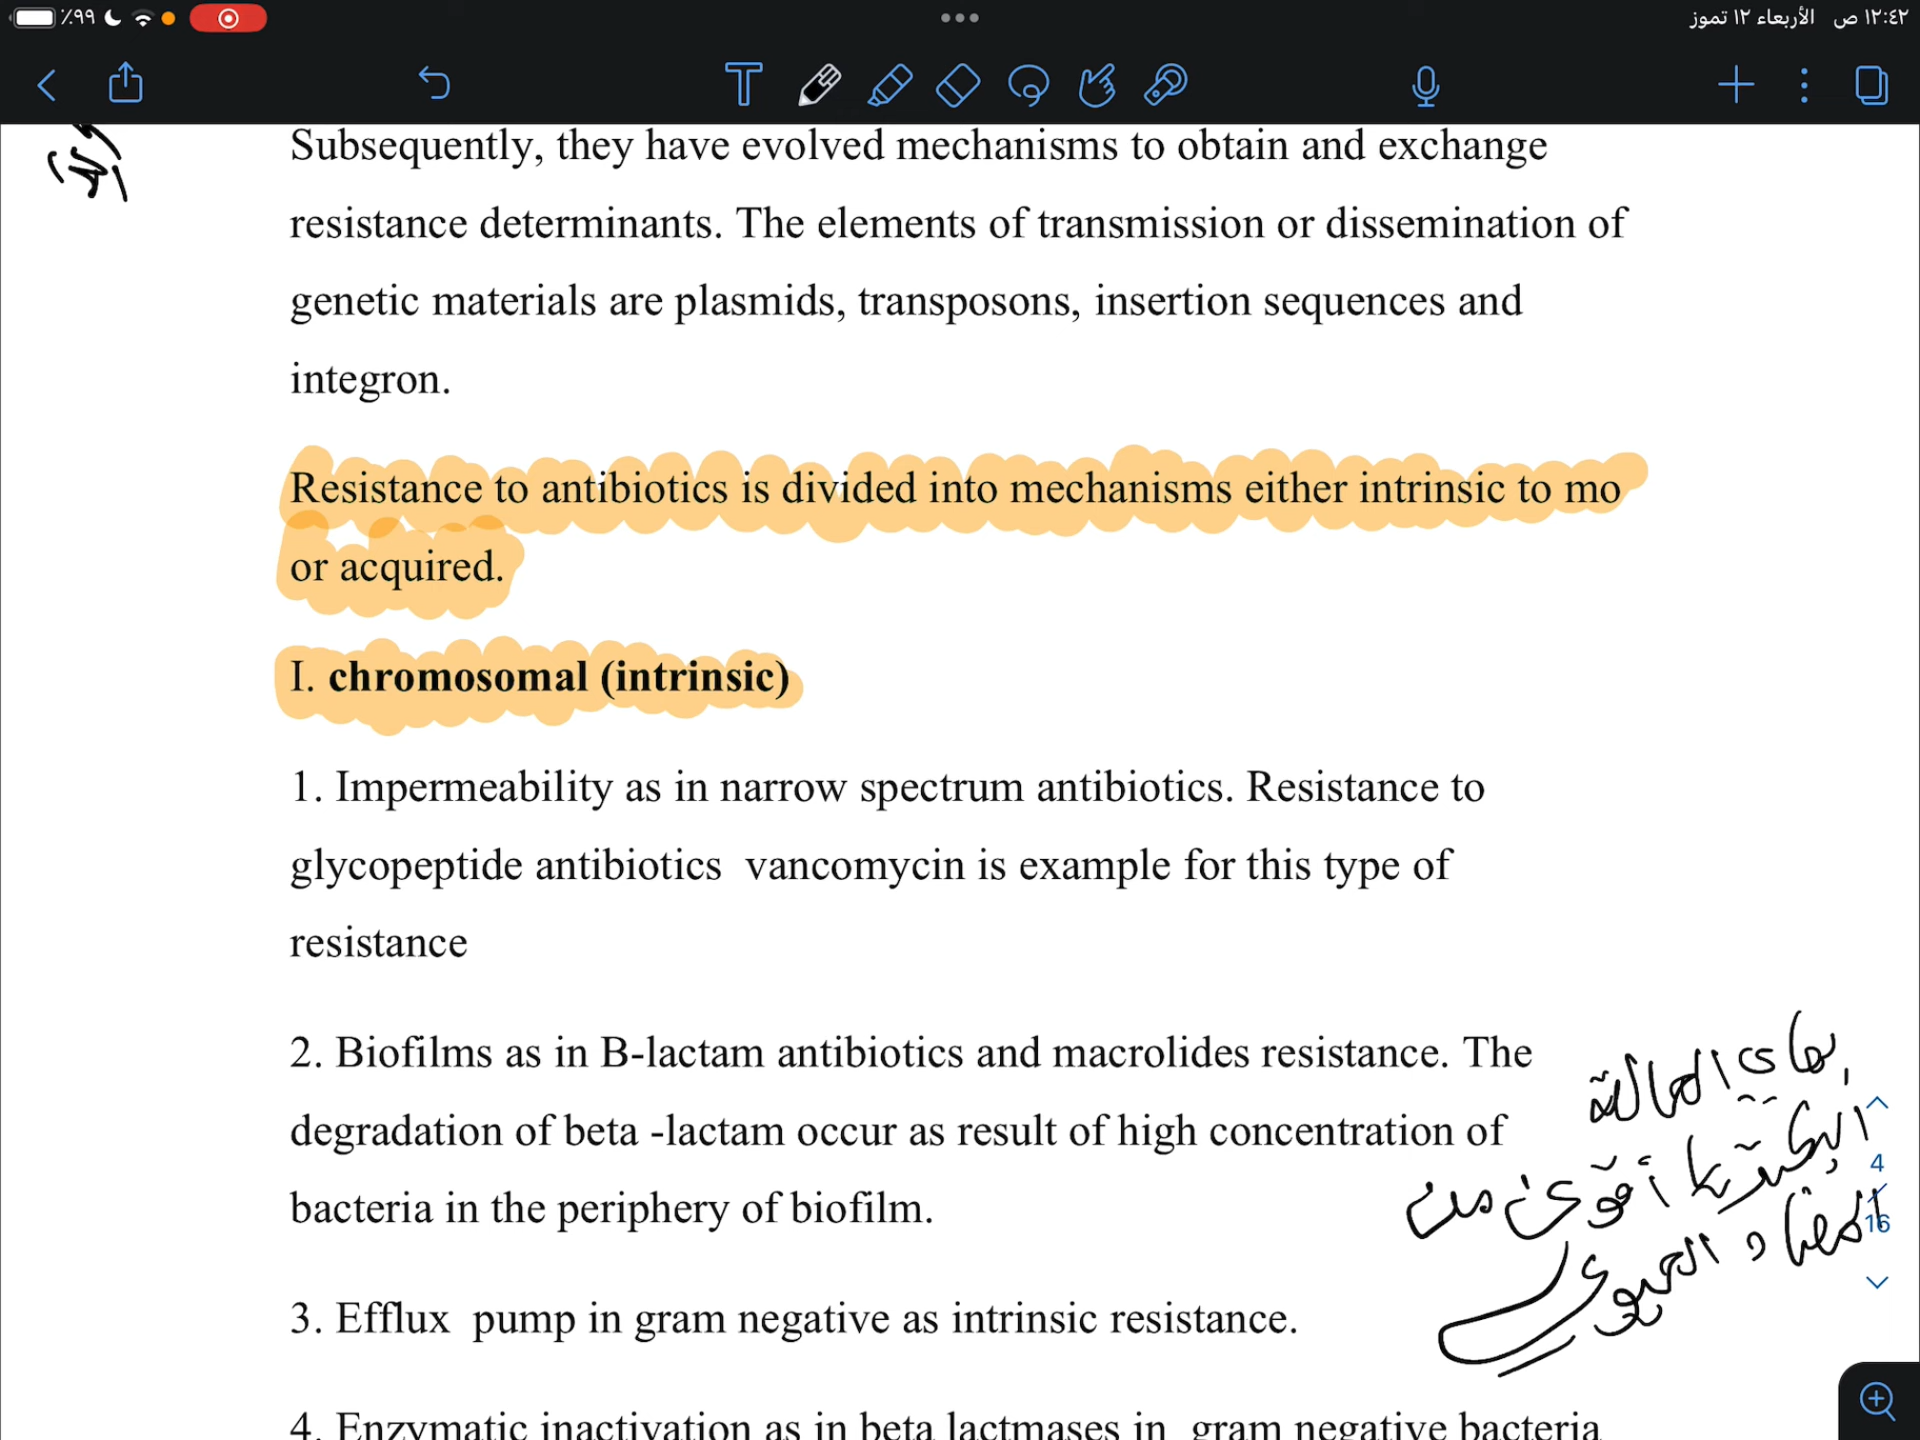 ٪٩٩
١٢:٤٢ ص الأربعاء ١٢ تموز
Subsequently, they have evolved mechanisms to obtain and exchange
resistance determinants. The elements of transmission or dissemination of
genetic materials are plasmids, transposons, insertion sequences and
integron.
Resistance to antibiotics is divided into mechanisms either intrinsic to mo
or acquired.
I. chromosomal (intrinsic)
1. Impermeability as in narrow spectrum antibiotics. Resistance to
glycopeptide antibiotics  vancomycin is example for this type of
resistance
2. Biofilms as in B-lactam antibiotics and macrolides resistance. The
degradation of beta -lactam occur as result of high concentration of
bacteria in the periphery of biofilm.
بهاي الحالة
البكتريا أقوى من
المضاد الحيوي
4
16
3. Efflux  pump in gram negative as intrinsic resistance.
4. Enzymatic inactivation as in beta lactmases in  gram negative bacteria